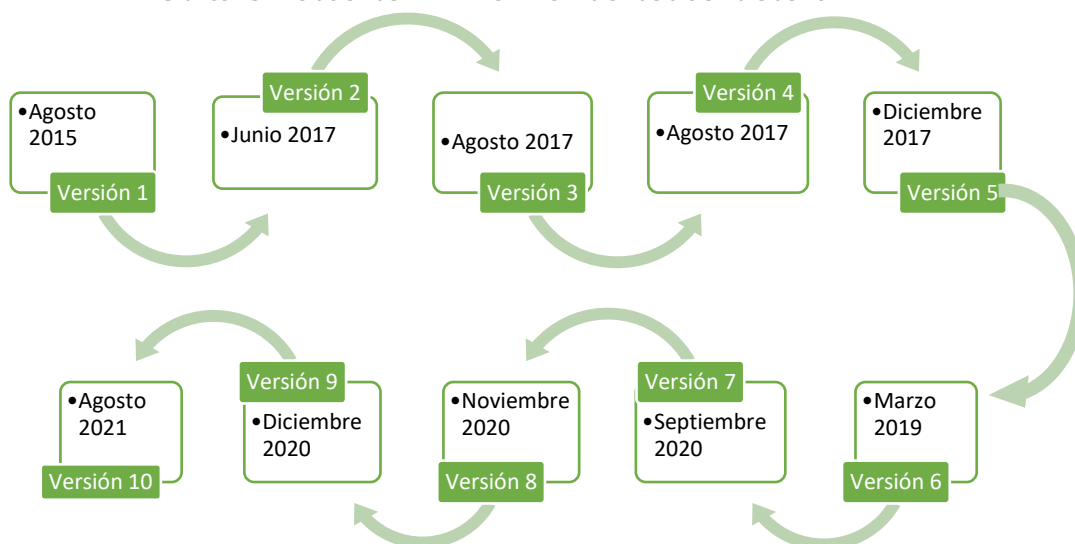 Versión 1
•Agosto
2015
Versión 2
•Junio 2017
Versión 3
•Agosto 2017
Versión 4
•Agosto 2017
Versión 5
•Diciembre
2017
Versión 6
•Marzo
2019
Versión 7
•Septiembre
2020
Versión 8
•Noviembre
2020
Versión 9
•Diciembre
2020
Versión 10
•Agosto
2021